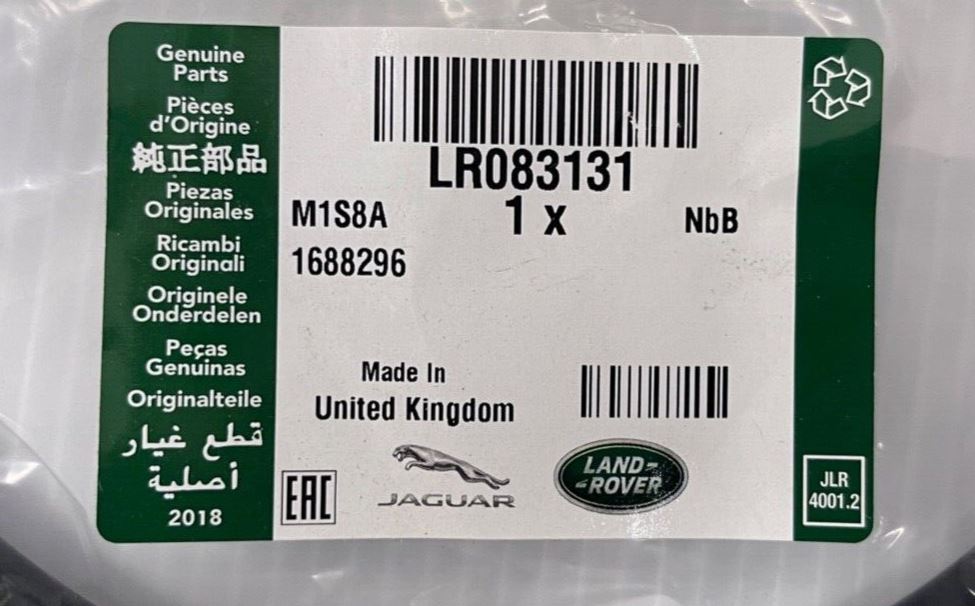 Genuine
Parts
Pièces
d'Origine
純正部品
Piezas
Originales
Ricambi
Originali
Originele
Onderdelen
Peças
Genuinas
Originalteile
قطع غيار
أصلية
2018
LR083131
M1S8A
1 x
NbB
1688296
Made In
United Kingdom
EAC
JAGUAR
LAND-
-ROVER
JLR
4001.2